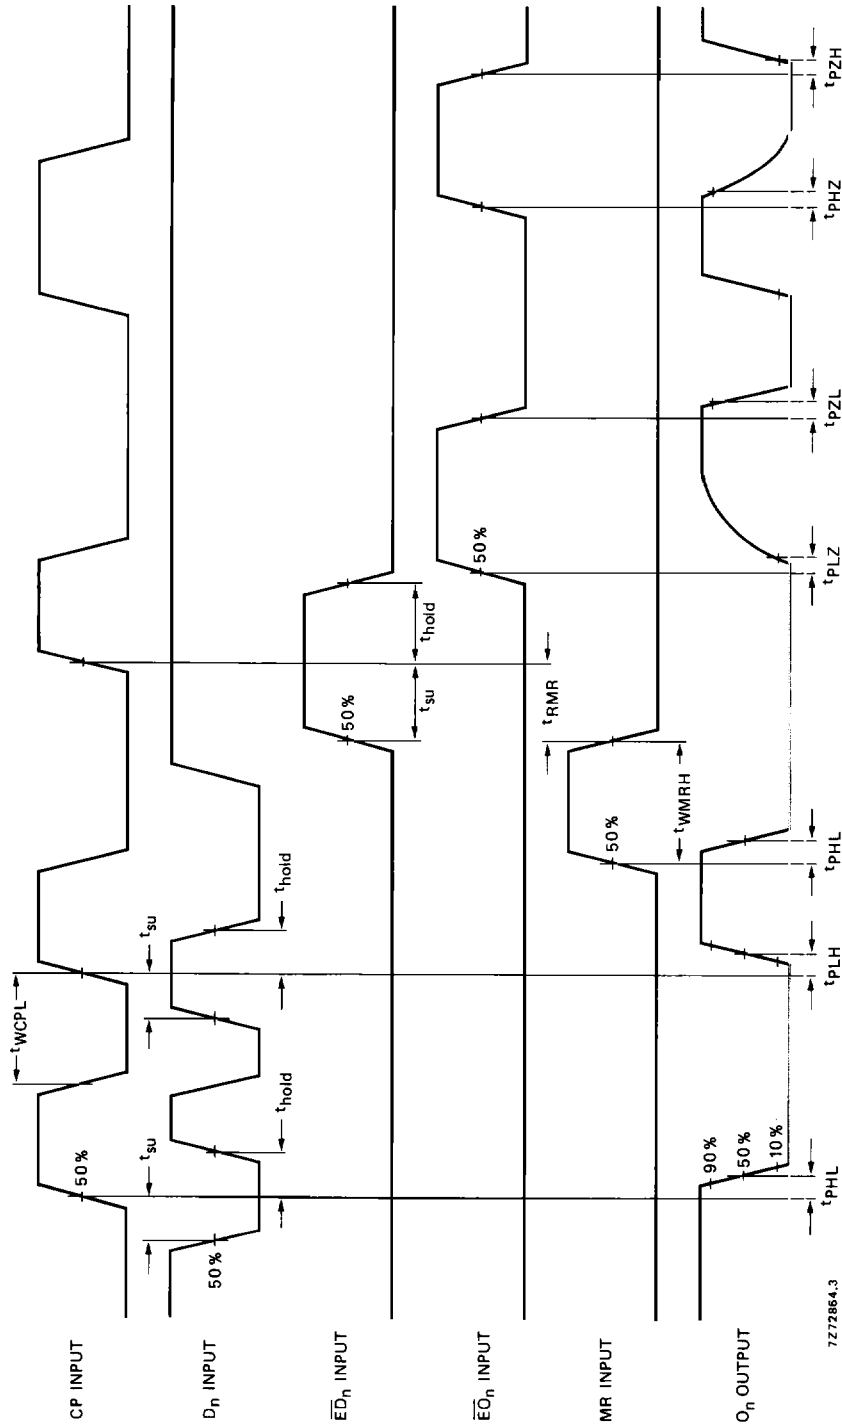 CP INPUT
50%
tWCPL
Dn INPUT
50%
tsu
thold
tsu
thold
EDn INPUT
50%
tsu
thold
EOn INPUT
50%
MR INPUT
50%
tWMRH
tRMR
On OUTPUT
90%
50%
10%
tPHL
tPLH
tPHL
tPLZ
tPZL
tPHZ
tPZH
7Z72864.3